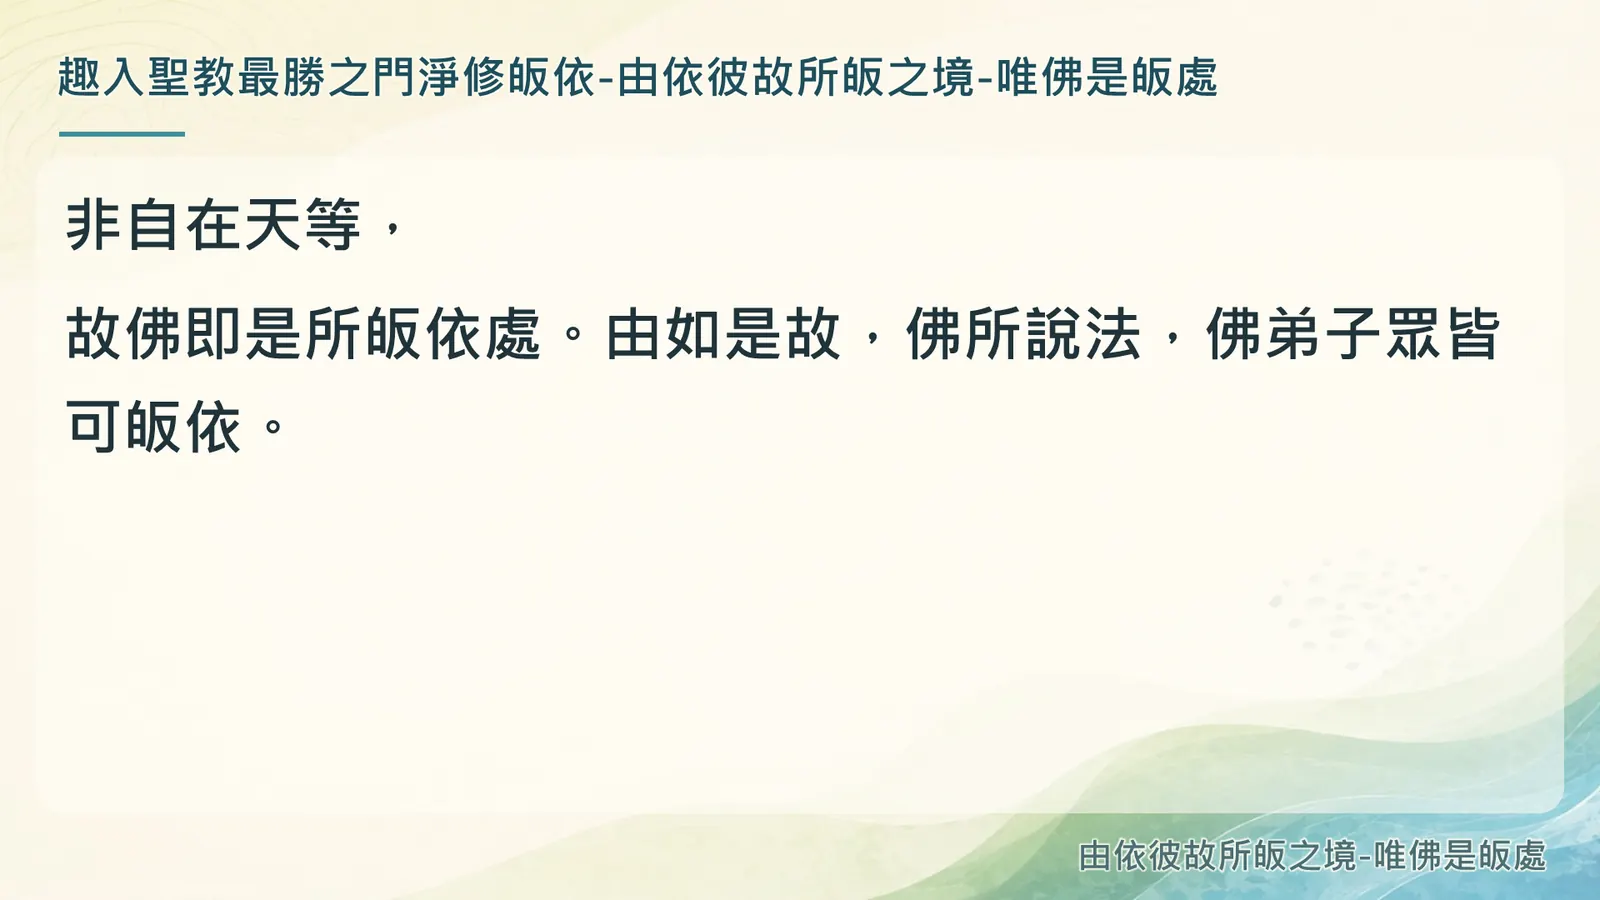 趣入聖教最勝之門淨修皈依-由依彼故所皈之境-唯佛是皈處
非自在天等，
故佛即是所皈依處。由如是故，佛所說法，佛弟子眾皆
可皈依。
由依彼故所皈之境-唯佛是皈處